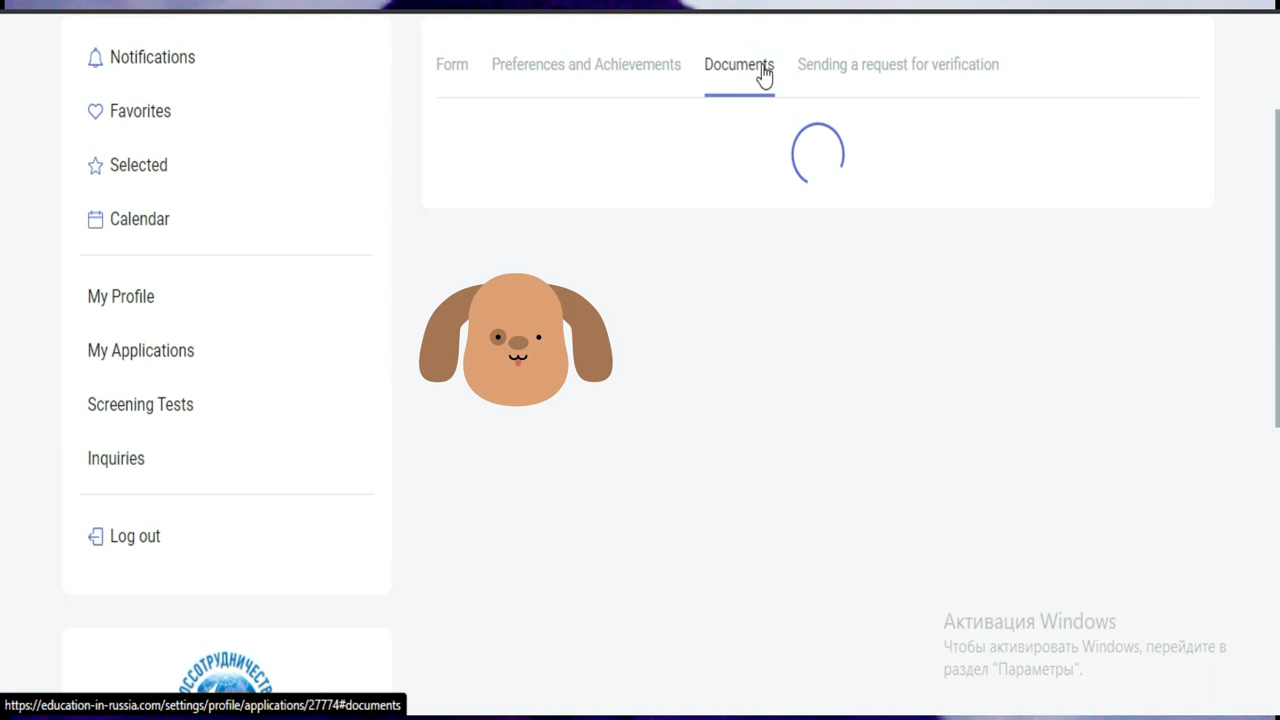 Notifications
Favorites
Selected
Calendar
My Profile
My Applications
Screening Tests
Inquiries
Log out
Form Preferences and Achievements Documents Sending a request for verification
Активация Windows
Чтобы активировать Windows, перейдите в
раздел "Параметры".
https://education-in-russia.com/settings/profile/applications/27774#documents